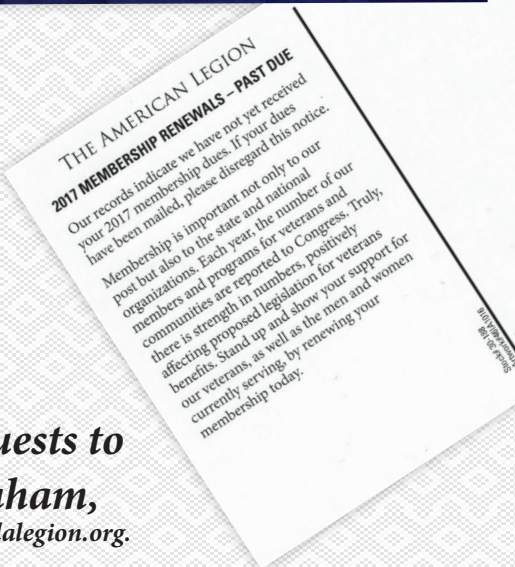 THE AMERICAN LEGION
2017 MEMBERSHIP RENEWALS – PAST DUE
Our records indicate we have not yet received
your 2017 membership dues. If your dues
have been mailed, please disregard this notice.
Membership is important not only to our
post but also to the state and national
organizations. Each year, the number of our
members and programs for veterans and
communities are reported to Congress. Truly,
there is strength in numbers, positively
affecting proposed legislation for veterans
benefits. Stand up and show your support for
our veterans, as well as the men and women
currently serving, by renewing your
membership today.
Stock# 30-188
uests to
ham,
alegion.org.